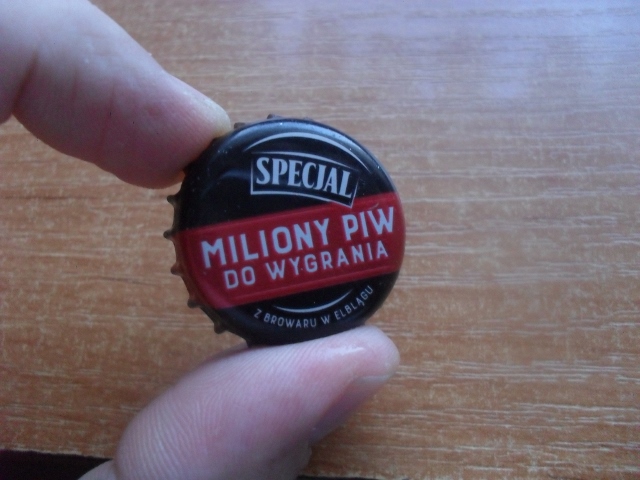 SPECJAL
MILIONY PIW
DO WYGRANIA
Z BROWARU W ELBLĄGU